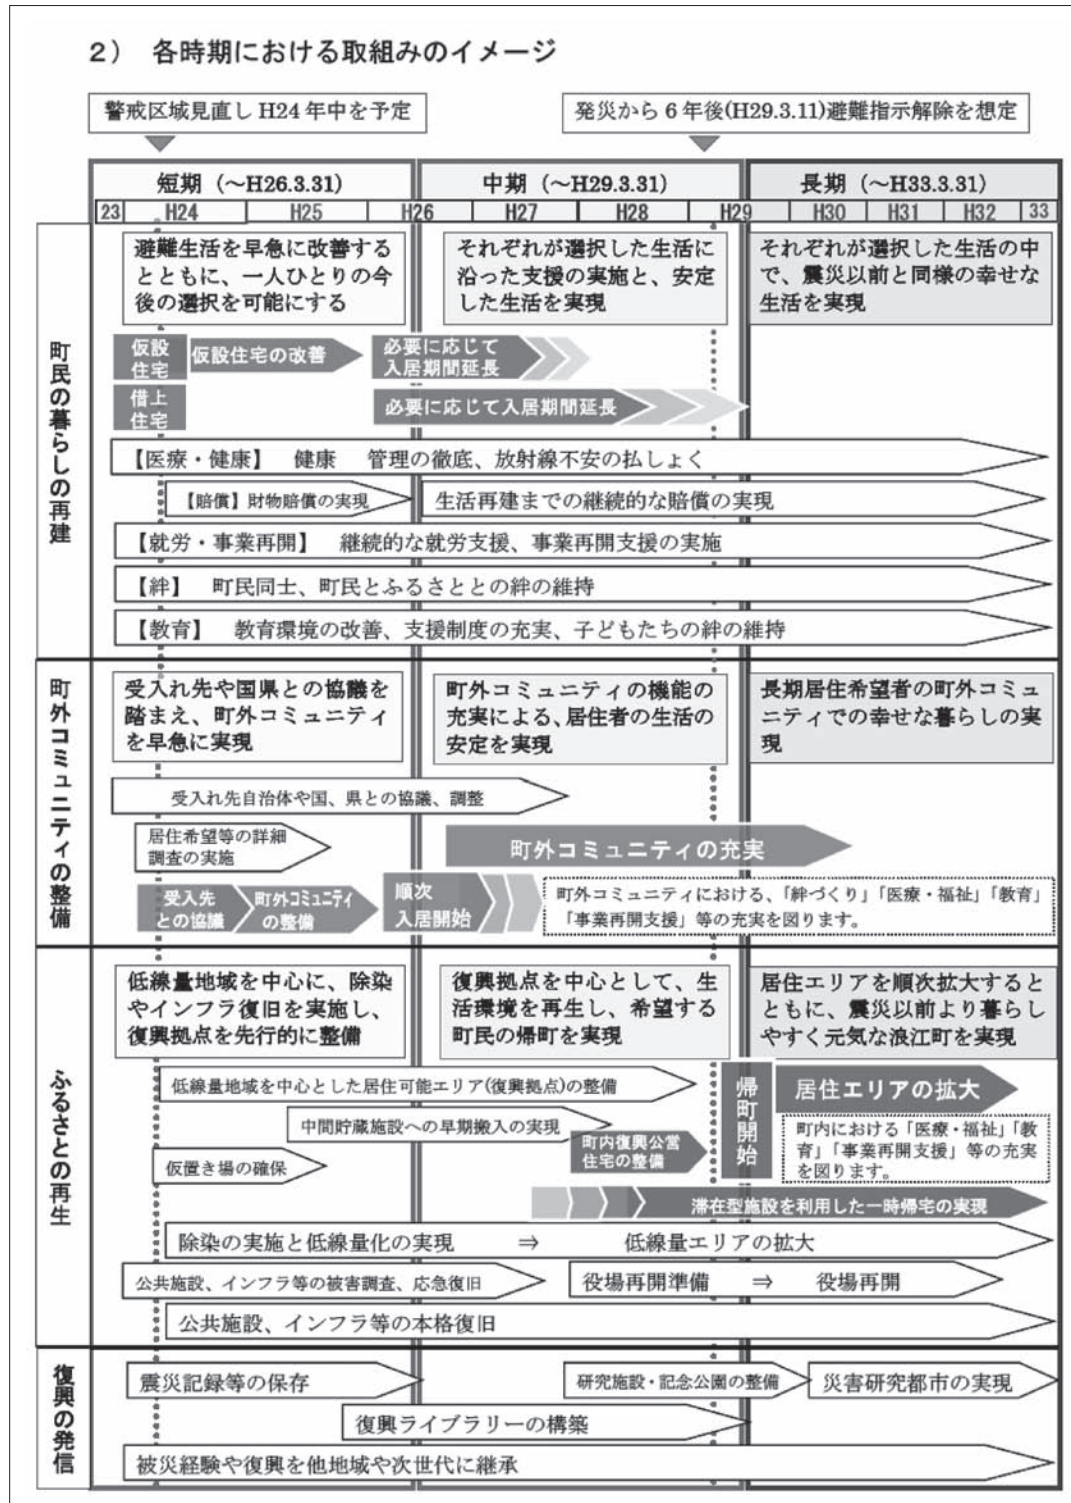 ２） 各時期における取組みのイメージ
警戒区域見直し H24 年中を予定
発災から 6 年後(H29.3.11)避難指示解除を想定
短期（～H26.3.31）
中期（～H29.3.31）
長期（～H33.3.31）
23 H24 H25 H26 H27 H28 H29 H30 H31 H32 33
町民の暮らしの再建
避難生活を早急に改善する
とともに、一人ひとりの今
後の選択を可能にする
それぞれが選択した生活に
沿った支援の実施と、安定
した生活を実現
それぞれが選択した生活の中
で、震災以前と同様の幸せな
生活を実現
仮設
住宅
仮設住宅の改善
必要に応じて
入居期間延長
借上
住宅
必要に応じて入居期間延長
【医療・健康】 健康 管理の徹底、放射線不安の払しょく
【賠償】財物賠償の実現
生活再建までの継続的な賠償の実現
【就労・事業再開】 継続的な就労支援、事業再開支援の実施
【絆】 町民同士、町民とふるさととの絆の維持
【教育】 教育環境の改善、支援制度の充実、子どもたちの絆の維持
町外コミュニティの整備
受入れ先や国県との協議を
踏まえ、町外コミュニティ
を早急に実現
町外コミュニティの機能の
充実による、居住者の生活の
安定を実現
長期居住希望者の町外コミュ
ニティでの幸せな暮らしの実
現
受入れ先自治体や国、県との協議、調整
居住希望等の詳細
調査の実施
町外コミュニティの充実
受入先
との協議
町外コミュニティ
の整備
順次
入居開始
町外コミュニティにおける、「絆づくり」「医療・福祉」「教育」
「事業再開支援」等の充実を図ります。
ふるさとの再生
低線量地域を中心に、除染
やインフラ復旧を実施し、
復興拠点を先行的に整備
復興拠点を中心として、生
活環境を再生し、希望する
町民の帰町を実現
居住エリアを順次拡大すると
ともに、震災以前より暮らし
やすく元気な浪江町を実現
低線量地域を中心とした居住可能エリア(復興拠点)の整備
帰町開始
居住エリアの拡大
中間貯蔵施設への早期搬入の実現
町内復興公営
住宅の整備
町内における「医療・福祉」「教
育」「事業再開支援」等の充実
を図ります。
仮置き場の確保
滞在型施設を利用した一時帰宅の実現
除染の実施と低線量化の実現 ⇒ 低線量エリアの拡大
公共施設、インフラ等の被害調査、応急復旧
役場再開準備 ⇒ 役場再開
公共施設、インフラ等の本格復旧
復興の発信
震災記録等の保存
研究施設・記念公園の整備
災害研究都市の実現
復興ライブラリーの構築
被災経験や復興を他地域や次世代に継承